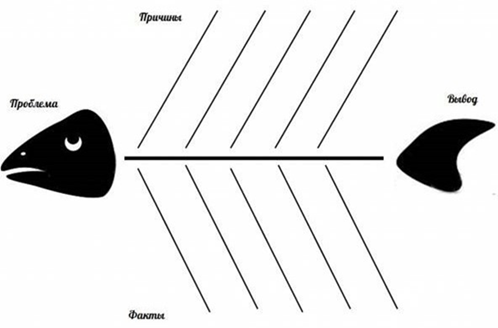 Причины
Проблема
Вывод
Факты